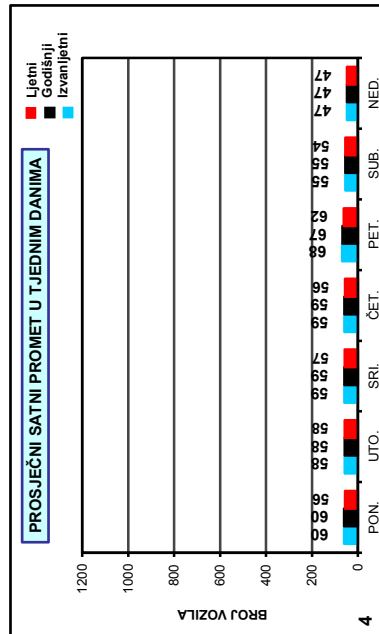 PROSJEČNI SATNI PROMET U TJEDNIM DANIMA
Ljetni
Godišnji
Izvanljetni
BROJ VOZILA
1200
1000
800
600
400
200
0
60 60 56
58 58 58
59 59 57
59 59 56
68 67 62
55 55 54
47 47 47
PON. UTO. SRI. ČET. PET. SUB. NED.
4